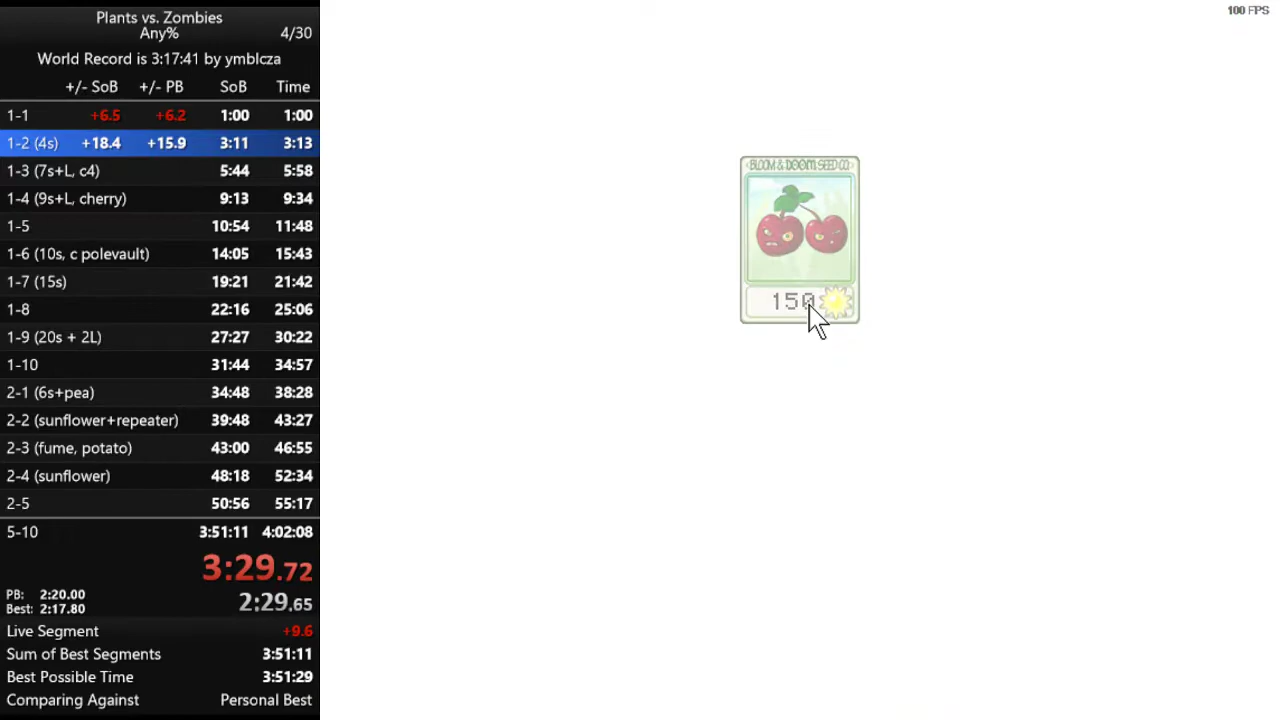 Plants vs. Zombies
Any% 4/30
World Record is 3:17:41 by ymblcza
+/- SoB +/- PB SoB Time
1-1 +6.5 +6.2 1:00 1:00
1-2 (4s) +18.4 +15.9 3:11 3:13
1-3 (7s+L, c4) 5:44 5:58
1-4 (9s+L, cherry) 9:13 9:34
1-5 10:54 11:48
1-6 (10s, c polevault) 14:05 15:43
1-7 (15s) 19:21 21:42
1-8 22:16 25:06
1-9 (20s + 2L) 27:27 30:22
1-10 31:44 34:57
2-1 (6s+pea) 34:48 38:28
2-2 (sunflower+repeater) 39:48 43:27
2-3 (fume, potato) 43:00 46:55
2-4 (sunflower) 48:18 52:34
2-5 50:56 55:17
5-10 3:51:11 4:02:08
3:29.72
PB: 2:20.00
Best: 2:17.80
2:29.65
Live Segment +9.6
Sum of Best Segments 3:51:11
Best Possible Time 3:51:29
Comparing Against Personal Best
BLOOM & DOOM SEED CO
150
100 FPS